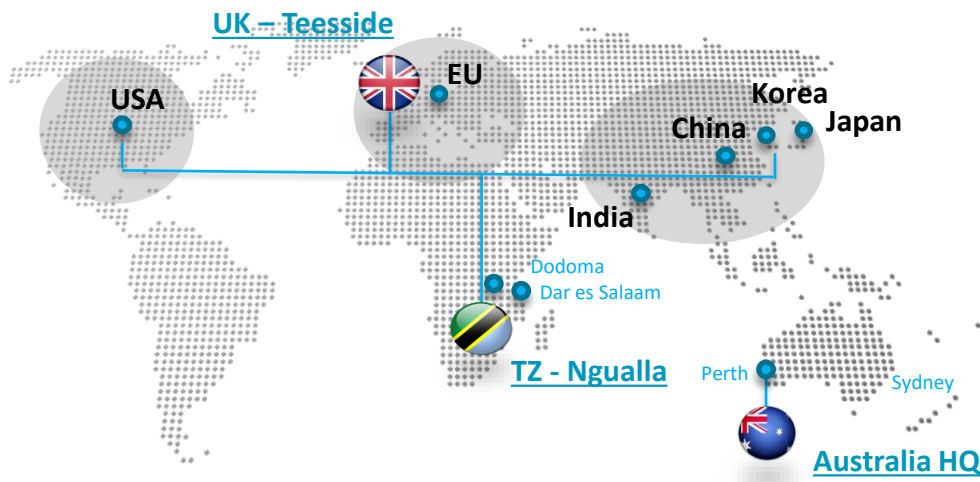 UK – Teesside
EU
USA
Korea
China
Japan
India
Dodoma
Dar es Salaam
TZ - Ngualla
Perth
Sydney
Australia HQ